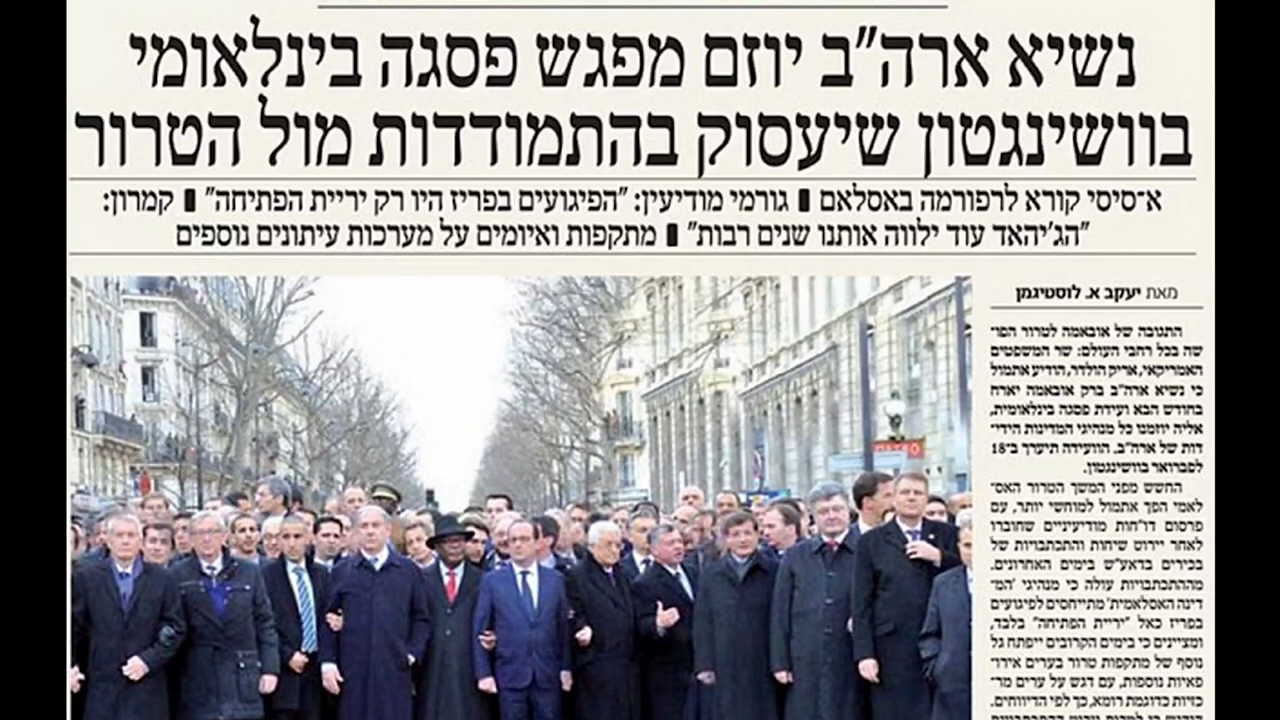 נשיא ארה"ב יוזם מפגש פסגה בינלאומי
בוושינגטון שיעסוק בהתמודדות מול הטרור
א־סיסי קורא לרפורמה באסלאם ▮ גורמי מודיעין: "הפיגועים בפריז היו רק יריית הפתיחה" ▮ קמרון:
"הג'יהאד עוד ילווה אותנו שנים רבות" ▮ מתקפות ואיומים על מערכות עיתונים נוספים
מאת יעקב א. לוסטיגמן
התגובה של אובאמה לטרור הפו־
שה בכל רחבי העולם: שר המשפטים
האמריקאי, אריק הולדר, הודיע אתמול
כי נשיא ארה"ב ברק אובאמה יארח
בחודש הבא ועידת פסגה בינלאומית,
אליה יוזמנו כל מנהיגי המדינות הידי־
דות של ארה"ב. הוועידה תיערך ב־18
לפברואר בוושינגטון.
החשש מפני המשך הטרור האס־
לאמי הפך אתמול למוחשי יותר, עם
פרסום דו"חות מודיעיניים שחוברו
לאחר יירוט שיחות והתכתבויות של
בכירים בדאע"ש בימים האחרונים.
מההתכתבויות עולה כי מנהיגי 'המ־
דינה האסלאמית' מתייחסים לפיגועים
בפריז כאל "יריית הפתיחה" בלבד,
ומציינים כי בימים הקרובים ייפתח גל
נוסף של מתקפות טרור בערים אירו־
פאיות נוספות, עם דגש על ערים מר־
כזיות כדוגמת רומא, כך לפי הדיווחים.
METRO